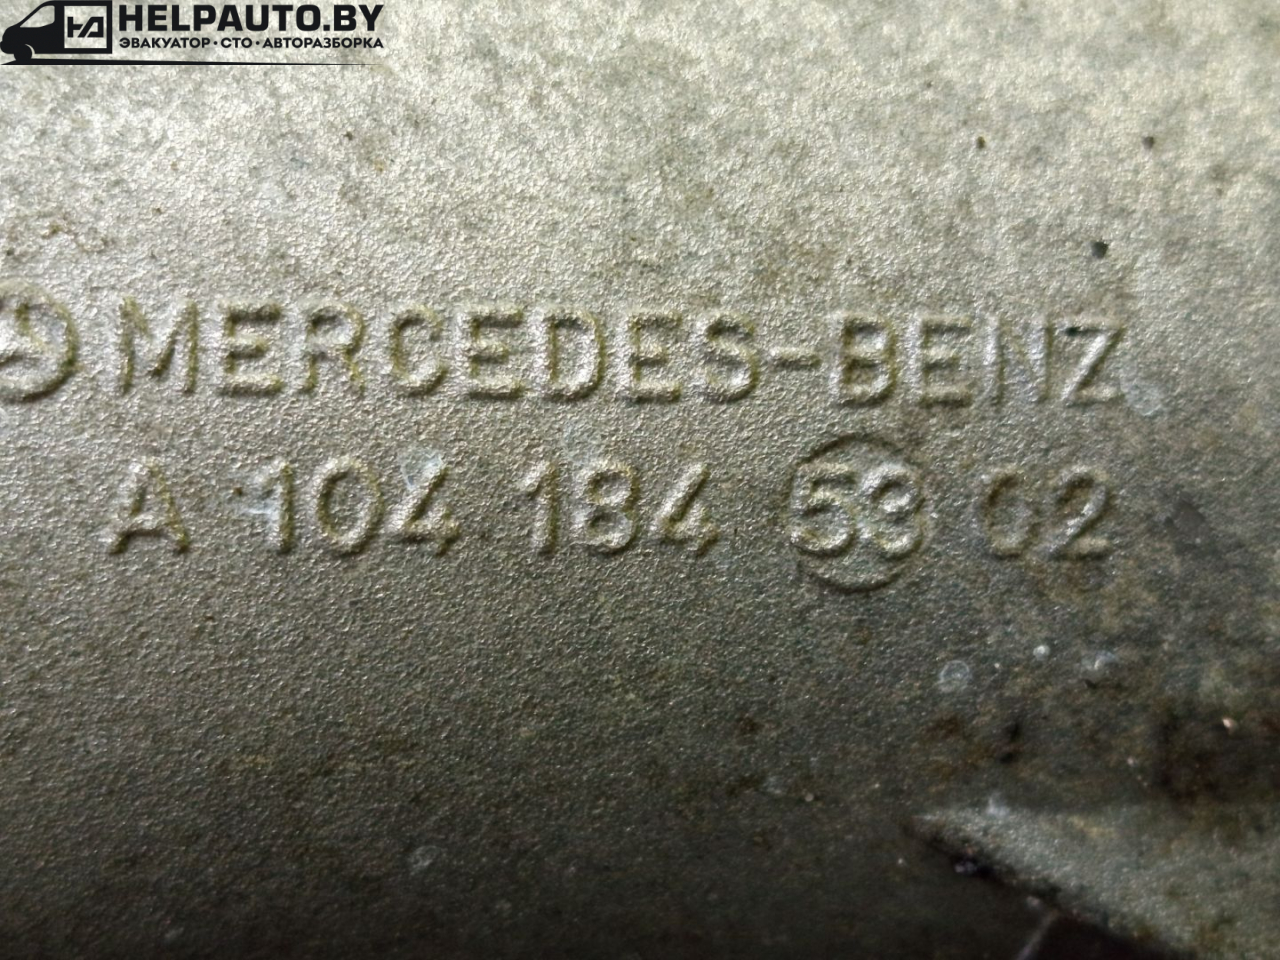 HELPAUTO.BY
ЭВАКУАТОР · СТО · АВТОРАЗБОРКА
MERCEDES-BENZ
A 104 184 53 02